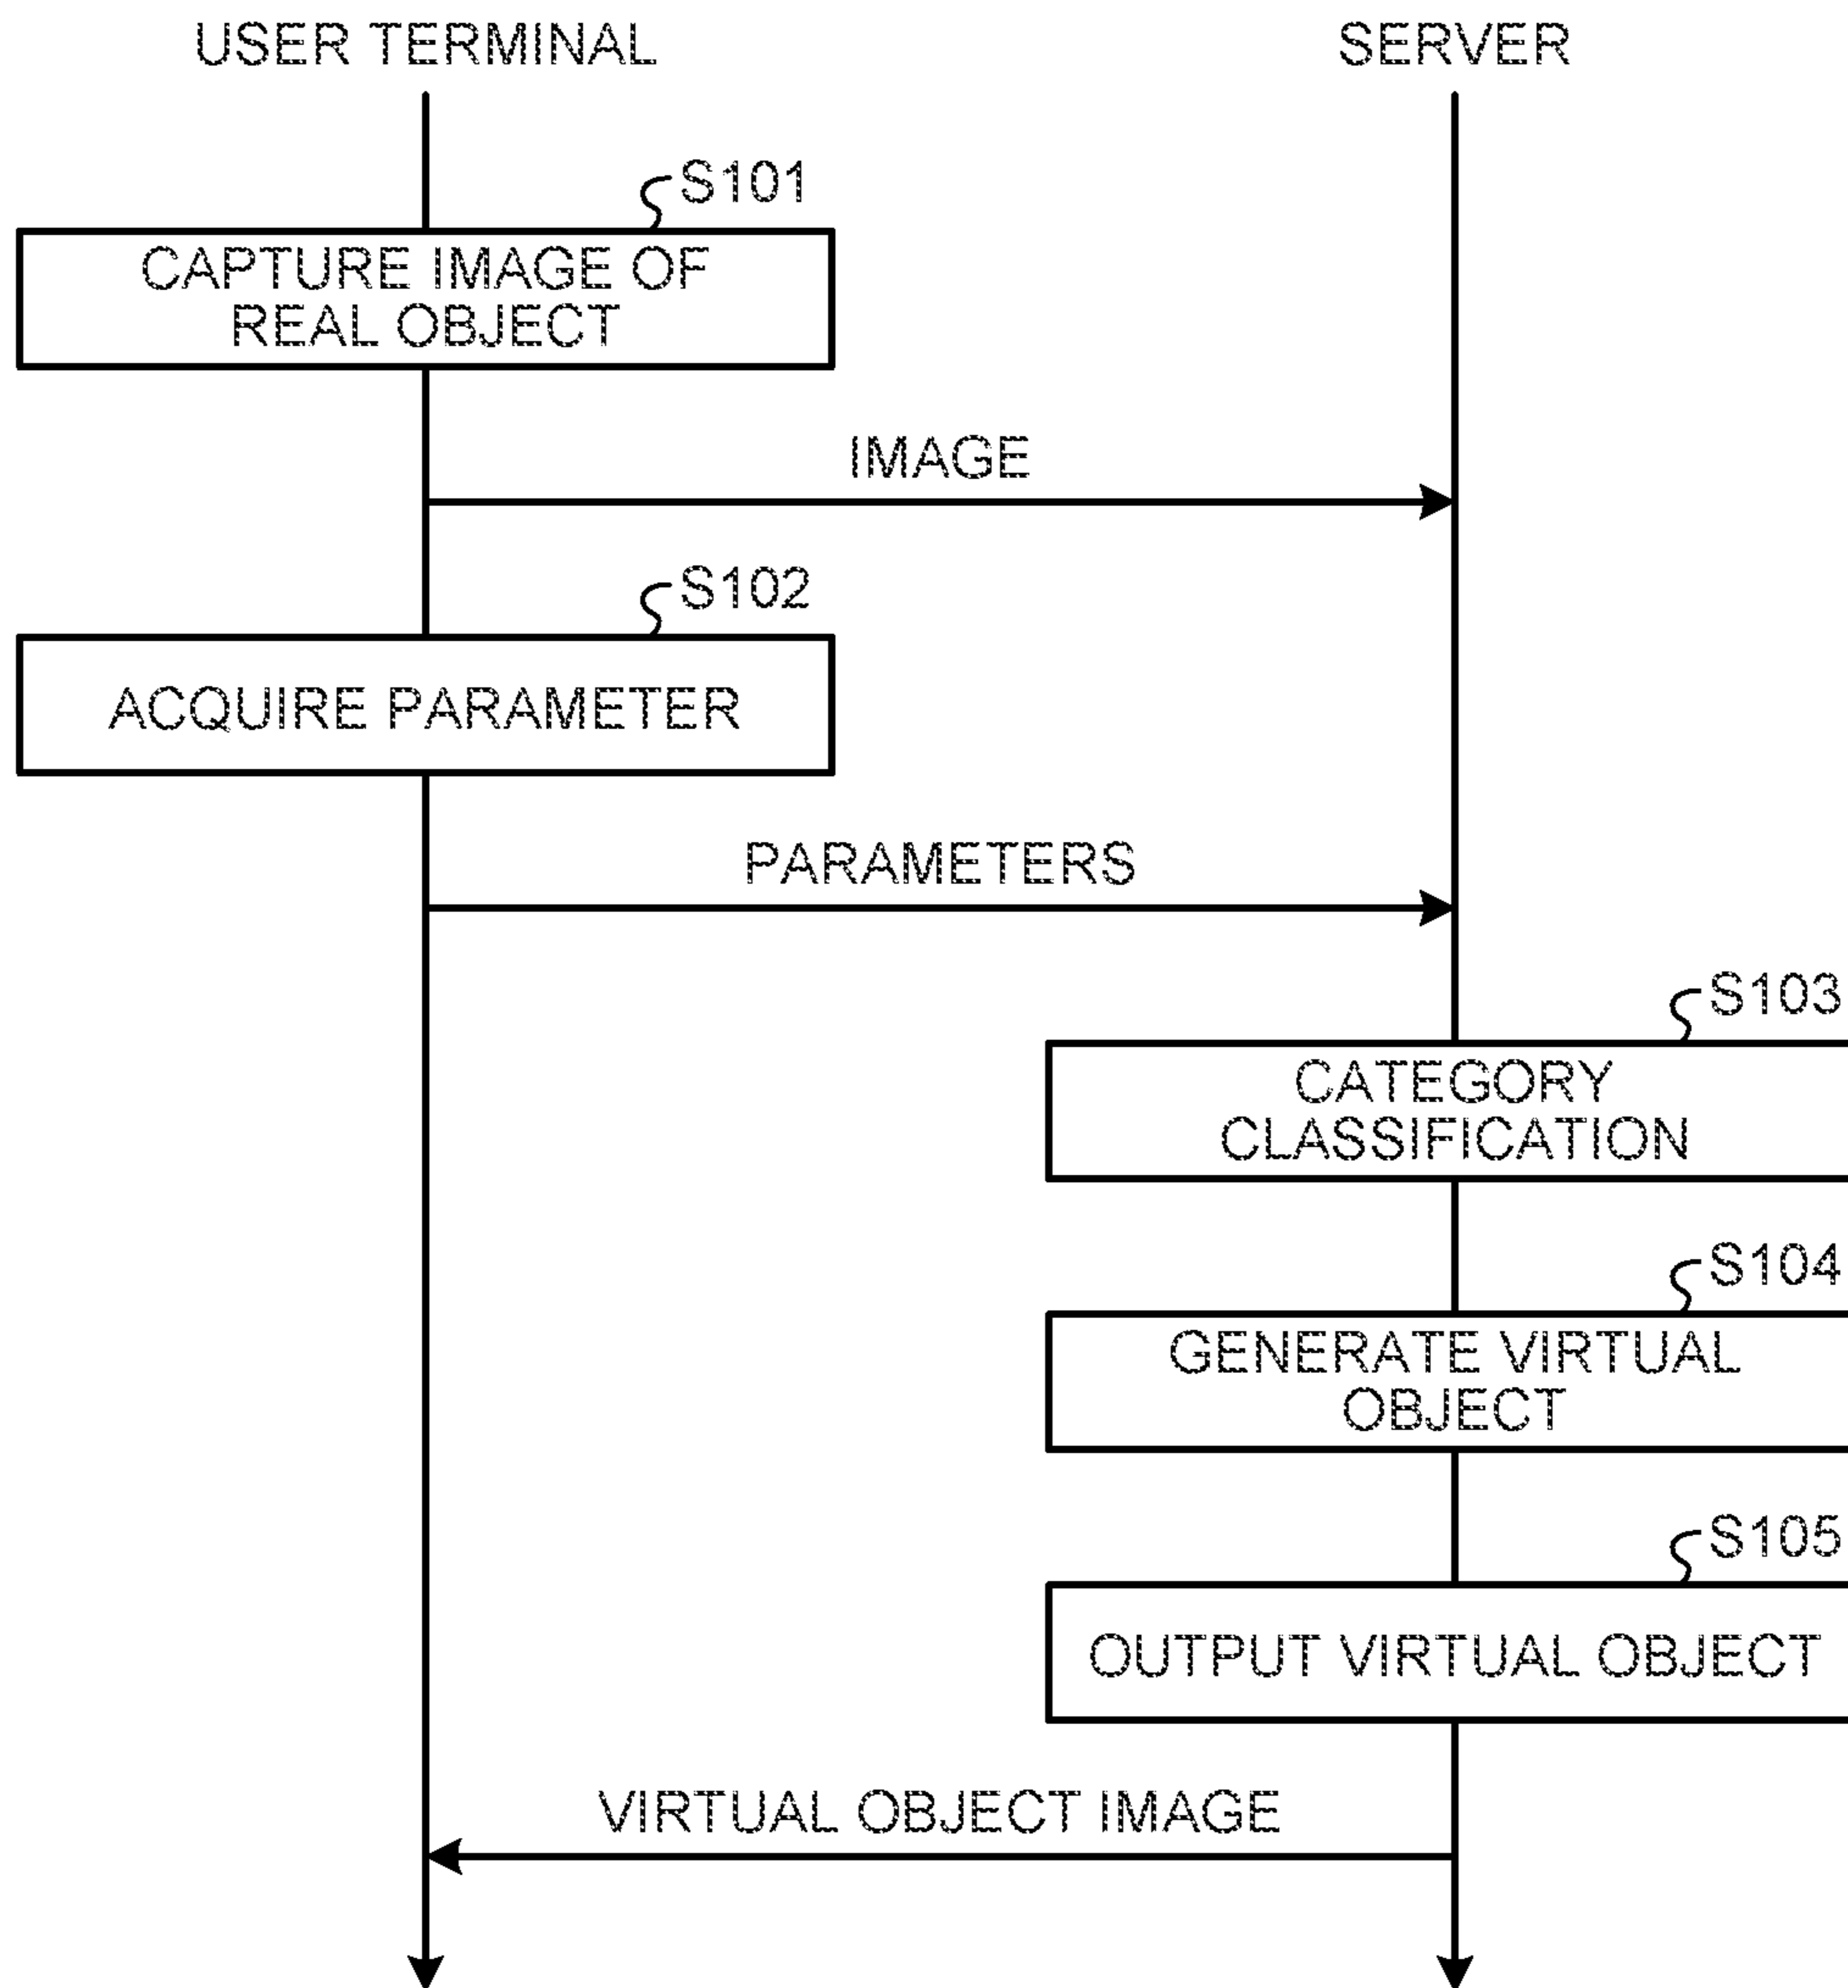 USER TERMINAL
SERVER
S101
CAPTURE IMAGE OF
REAL OBJECT
IMAGE
S102
ACQUIRE PARAMETER
PARAMETERS
S103
CATEGORY
CLASSIFICATION
S104
GENERATE VIRTUAL
OBJECT
S105
OUTPUT VIRTUAL OBJECT
VIRTUAL OBJECT IMAGE